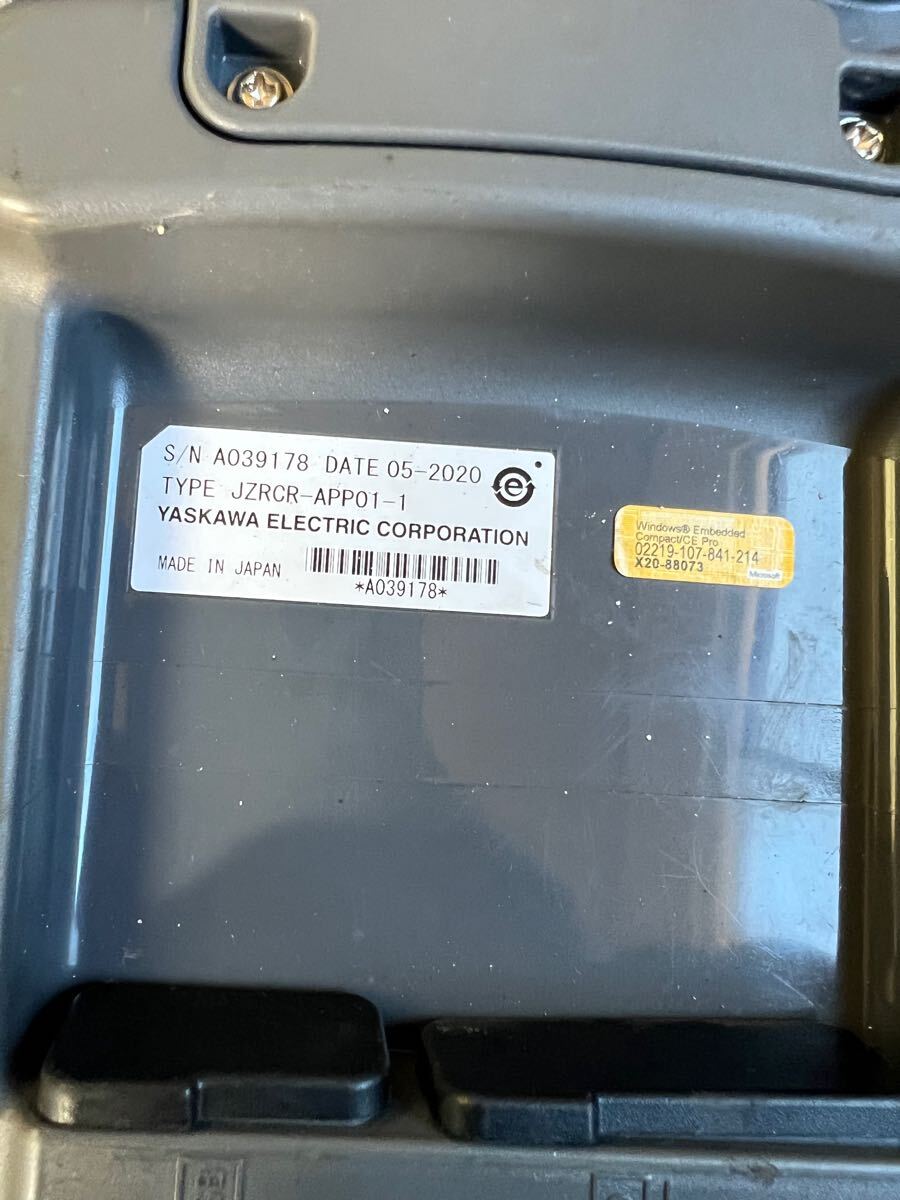 S/N A039178 DATE 05-2020
TYPE JZRCR-APP01-1
YASKAWA ELECTRIC CORPORATION
MADE IN JAPAN
*A039178*
e
Windows® Embedded
Compact/CE Pro
02219-107-841-214
X20-88073
Microsoft